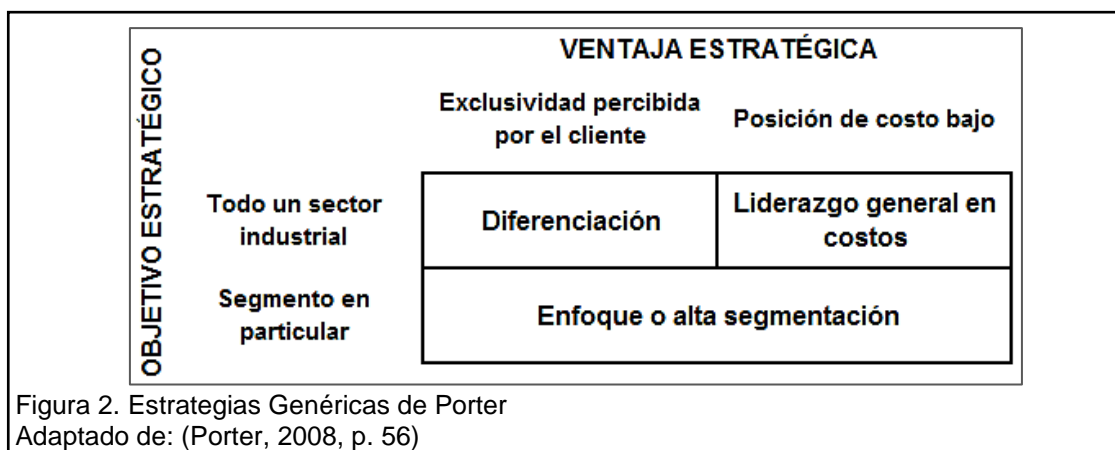 VENTAJA ESTRATÉGICA
Exclusividad percibida
por el cliente
Posición de costo bajo
OBJETIVO ESTRATÉGICO
Todo un sector
industrial
Diferenciación
Liderazgo general en
costos
Segmento en
particular
Enfoque o alta segmentación
Figura 2. Estrategias Genéricas de Porter
Adaptado de: (Porter, 2008, p. 56)